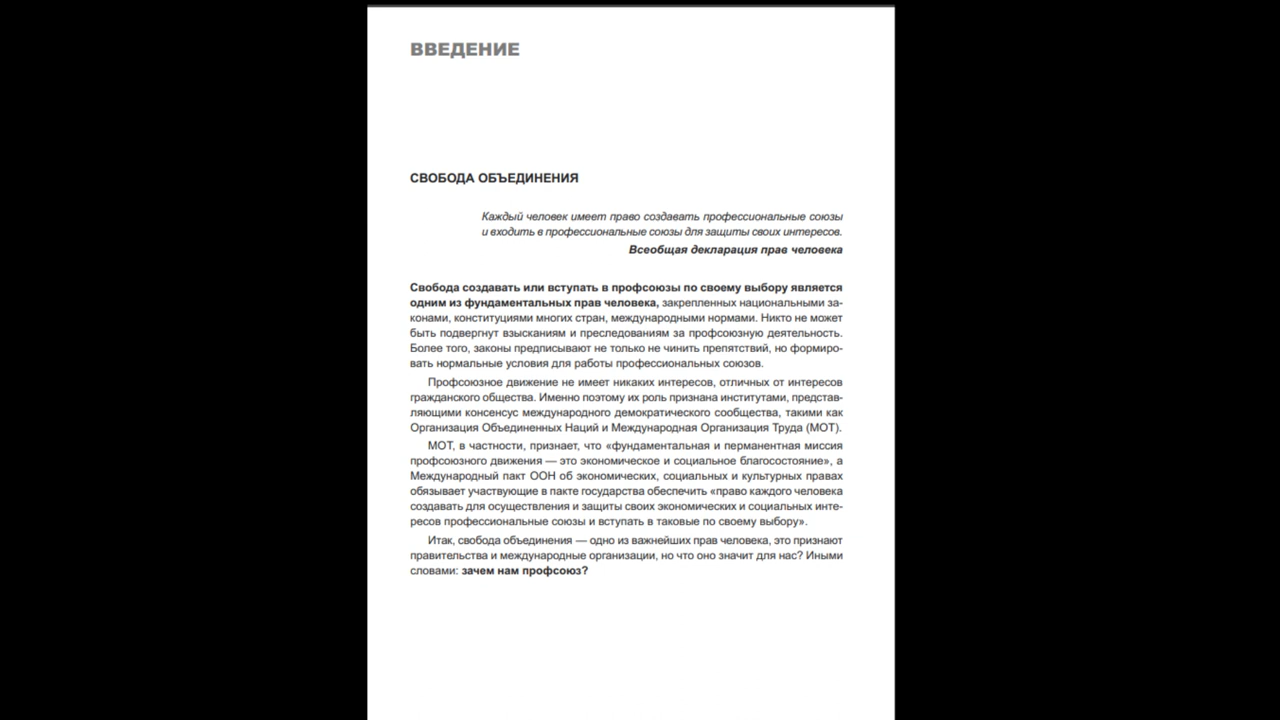 ВВЕДЕНИЕ
СВОБОДА ОБЪЕДИНЕНИЯ
Каждый человек имеет право создавать профессиональные союзы
и входить в профессиональные союзы для защиты своих интересов.
Всеобщая декларация прав человека
Свобода создавать или вступать в профсоюзы по своему выбору является
одним из фундаментальных прав человека, закрепленных национальными за-
конами, конституциями многих стран, международными нормами. Никто не может
быть подвергнут взысканиям и преследованиям за профсоюзную деятельность.
Более того, законы предписывают не только не чинить препятствий, но формиро-
вать нормальные условия для работы профессиональных союзов.
Профсоюзное движение не имеет никаких интересов, отличных от интересов
гражданского общества. Именно поэтому их роль признана институтами, представ-
ляющими консенсус международного демократического сообщества, такими как
Организация Объединенных Наций и Международная Организация Труда (МОТ).
МОТ, в частности, признает, что «фундаментальная и перманентная миссия
профсоюзного движения — это экономическое и социальное благосостояние», а
Международный пакт ООН об экономических, социальных и культурных правах
обязывает участвующие в пакте государства обеспечить «право каждого человека
создавать для осуществления и защиты своих экономических и социальных инте-
ресов профессиональные союзы и вступать в таковые по своему выбору».
Итак, свобода объединения — одно из важнейших прав человека, это признают
правительства и международные организации, но что оно значит для нас? Иными
словами: зачем нам профсоюз?